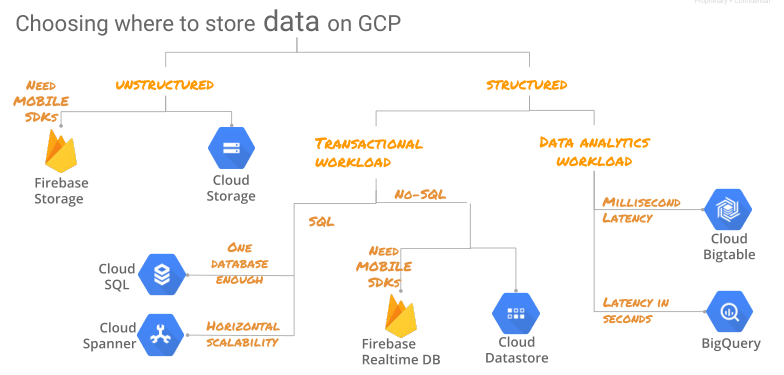 Proprietary + Confidential
Choosing where to store data on GCP
UNSTRUCTURED
STRUCTURED
NEED
MOBILE
SDKs
Firebase
Storage
Cloud
Storage
TRANSACTIONAL
WORKLOAD
DATA ANALYTICS
WORKLOAD
SQL
NO-SQL
MILLISECOND
LATENCY
Cloud
Bigtable
ONE
DATABASE
ENOUGH
Cloud
SQL
NEED
MOBILE
SDKs
HORIZONTAL
SCALABILITY
Cloud
Spanner
Firebase
Realtime DB
Cloud
Datastore
LATENCY IN
SECONDS
BigQuery